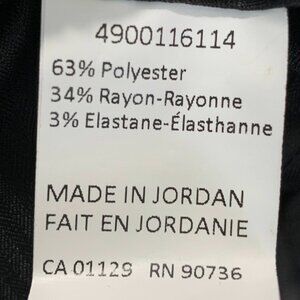 4900116114
63% Polyester
34% Rayon-Rayonne
3% Elastane-Élasthanne
MADE IN JORDAN
FAIT EN JORDANIE
CA 01129 RN 90736